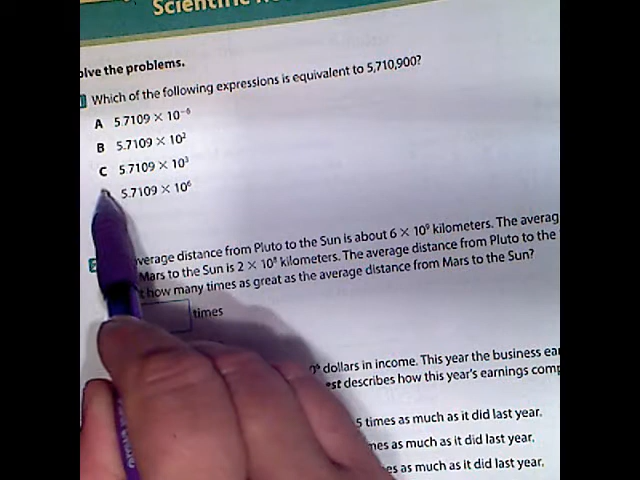 Scientific
olve the problems.
Which of the following expressions is equivalent to 5,710,900?
A 5.7109 × 10⁻⁶
B 5.7109 × 10²
C 5.7109 × 10³
5.7109 × 10⁶
verage distance from Pluto to the Sun is about 6 × 10⁹ kilometers. The averag
Mars to the Sun is 2 × 10⁸ kilometers. The average distance from Pluto to the
t how many times as great as the average distance from Mars to the Sun?
times
dollars in income. This year the business ear
est describes how this year's earnings comp
5 times as much as it did last year.
mes as much as it did last year.
es as much as it did last year.